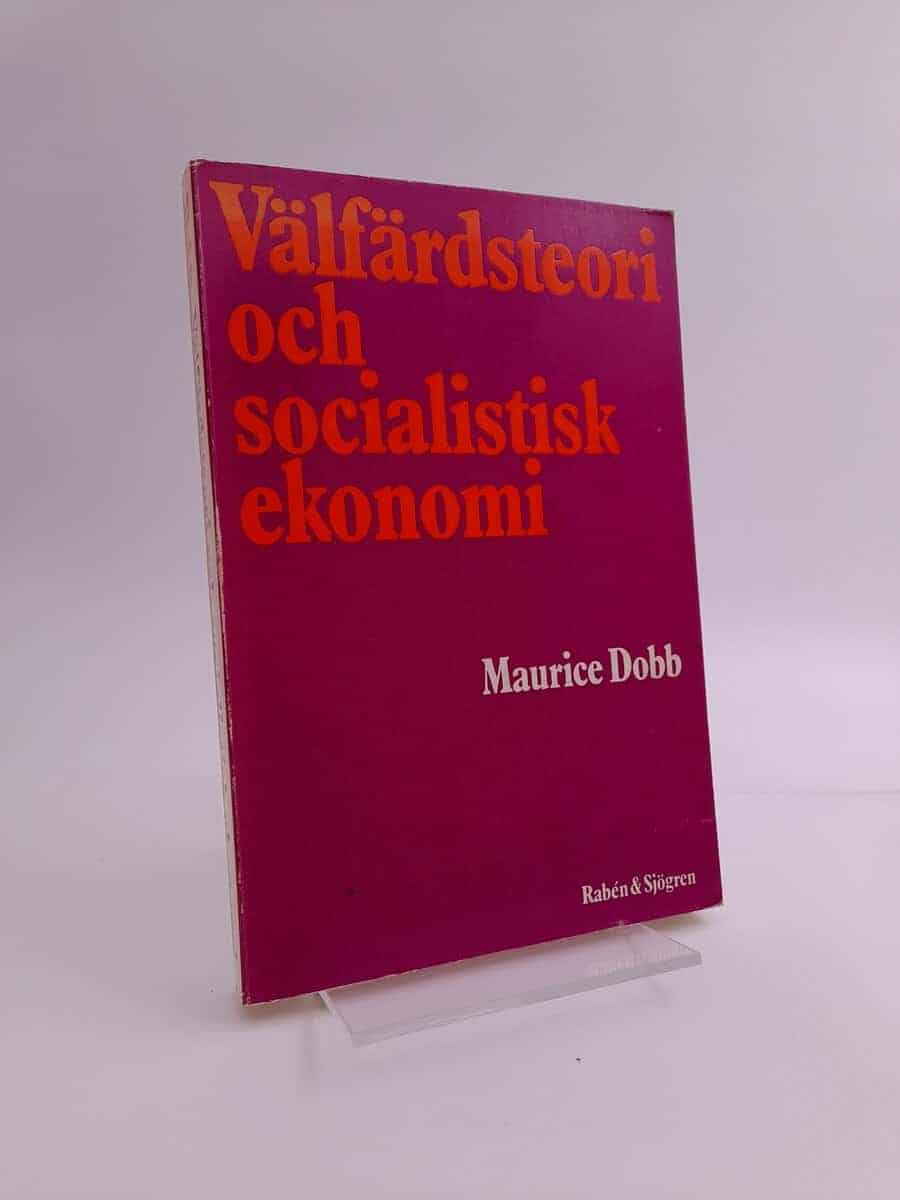 Välfärdsteori
och
socialistisk
ekonomi
Maurice Dobb
Rabén & Sjögren